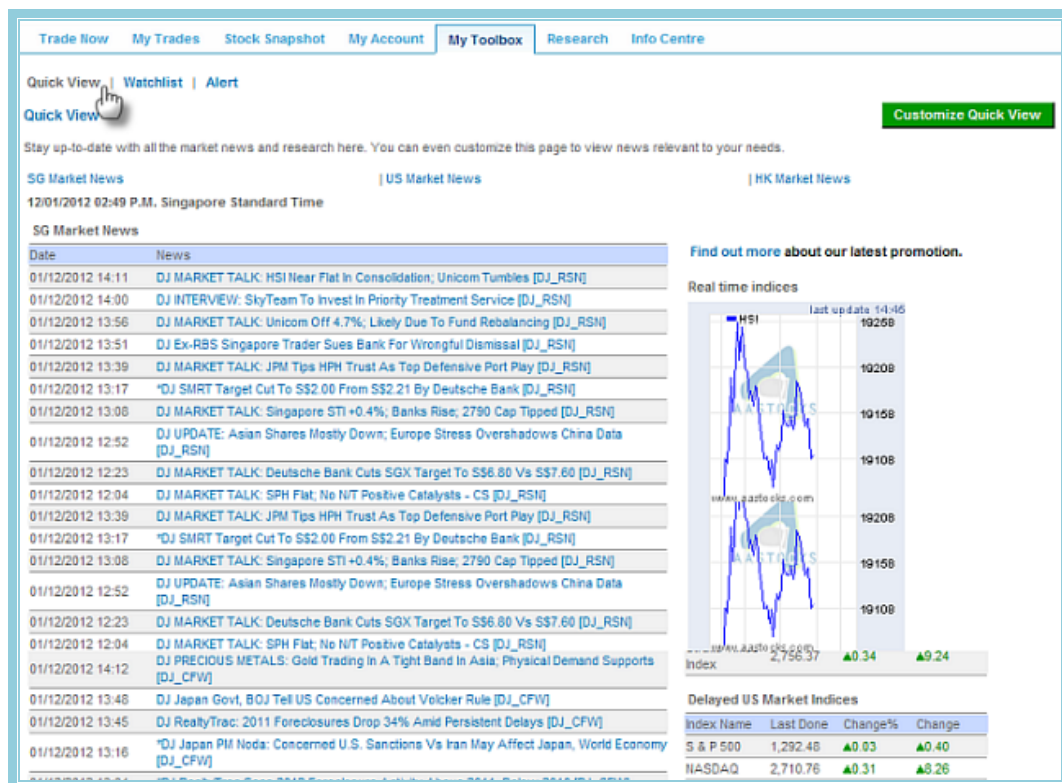 Trade Now My Trades Stock Snapshot My Account My Toolbox Research Info Centre
Quick View | Watchlist | Alert
Quick View
Customize Quick View
Stay up-to-date with all the market news and research here. You can even customize this page to view news relevant to your needs.
SG Market News | US Market News | HK Market News
12/01/2012 02:49 P.M. Singapore Standard Time
SG Market News
Date News
01/12/2012 14:11 DJ MARKET TALK: HSI Near Flat In Consolidation; Unicom Tumbles [DJ_RSN]
01/12/2012 14:00 DJ INTERVIEW: SkyTeam To Invest In Priority Treatment Service [DJ_RSN]
01/12/2012 13:56 DJ MARKET TALK: Unicom Off 4.7%; Likely Due To Fund Rebalancing [DJ_RSN]
01/12/2012 13:51 DJ Ex-RBS Singapore Trader Sues Bank For Wrongful Dismissal [DJ_RSN]
01/12/2012 13:39 DJ MARKET TALK: JPM Tips HPH Trust As Top Defensive Port Play [DJ_RSN]
01/12/2012 13:17 *DJ SMRT Target Cut To S$2.00 From S$2.21 By Deutsche Bank [DJ_RSN]
01/12/2012 13:08 DJ MARKET TALK: Singapore STI +0.4%; Banks Rise; 2790 Cap Tipped [DJ_RSN]
01/12/2012 12:52 DJ UPDATE: Asian Shares Mostly Down; Europe Stress Overshadows China Data
[DJ_RSN]
01/12/2012 12:23 DJ MARKET TALK: Deutsche Bank Cuts SGX Target To S$6.80 Vs S$7.60 [DJ_RSN]
01/12/2012 12:04 DJ MARKET TALK: SPH Flat; No N/T Positive Catalysts - CS [DJ_RSN]
01/12/2012 13:39 DJ MARKET TALK: JPM Tips HPH Trust As Top Defensive Port Play [DJ_RSN]
01/12/2012 13:17 *DJ SMRT Target Cut To S$2.00 From S$2.21 By Deutsche Bank [DJ_RSN]
01/12/2012 13:08 DJ MARKET TALK: Singapore STI +0.4%; Banks Rise; 2790 Cap Tipped [DJ_RSN]
01/12/2012 12:52 DJ UPDATE: Asian Shares Mostly Down; Europe Stress Overshadows China Data
[DJ_RSN]
01/12/2012 12:23 DJ MARKET TALK: Deutsche Bank Cuts SGX Target To S$6.80 Vs S$7.60 [DJ_RSN]
01/12/2012 12:04 DJ MARKET TALK: SPH Flat; No N/T Positive Catalysts - CS [DJ_RSN]
01/12/2012 14:12 DJ PRECIOUS METALS: Gold Trading In A Tight Band In Asia; Physical Demand Supports
[DJ_CFW]
01/12/2012 13:48 DJ Japan Govt, BOJ Tell US Concerned About Volcker Rule [DJ_CFW]
01/12/2012 13:45 DJ RealtyTrac: 2011 Foreclosures Drop 34% Amid Persistent Delays [DJ_CFW]
01/12/2012 13:16 *DJ Japan PM Noda: Concerned U.S. Sanctions Vs Iran May Affect Japan, World Economy
[DJ_CFW]
Find out more about our latest promotion.
Real time indices
last update 14:46
HSI
19258
19208
19158
19108
AASTOCKS
www.aastocks.com
19208
19158
19108
AASTOCKS
www.aastocks.com
Index 2,756.37 ▲0.34 ▲9.24
Delayed US Market Indices
Index Name Last Done Change% Change
S & P 500 1,292.48 ▲0.03 ▲0.40
NASDAQ 2,710.76 ▲0.31 ▲8.26